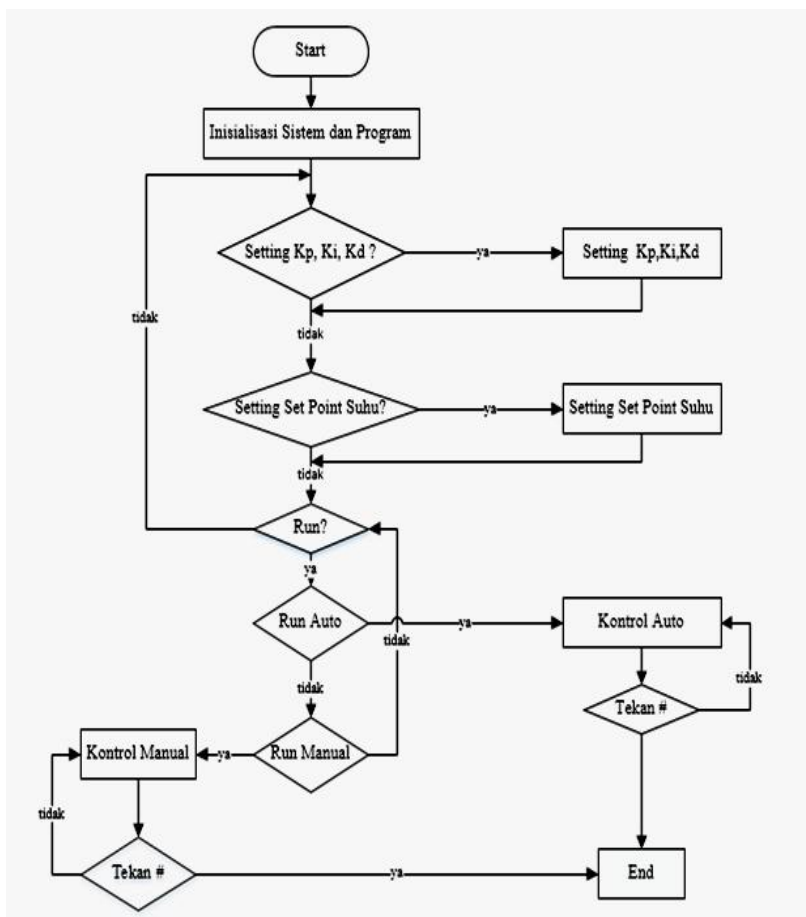 Start
Inisialisasi Sistem dan Program
Setting Kp, Ki, Kd ?
ya
Setting Kp,Ki,Kd
tidak
tidak
Setting Set Point Suhu?
ya
Setting Set Point Suhu
tidak
Run?
ya
Run Auto
ya
Kontrol Auto
tidak
tidak
tidak
Tekan #
Kontrol Manual
ya
Run Manual
tidak
Tekan #
ya
End